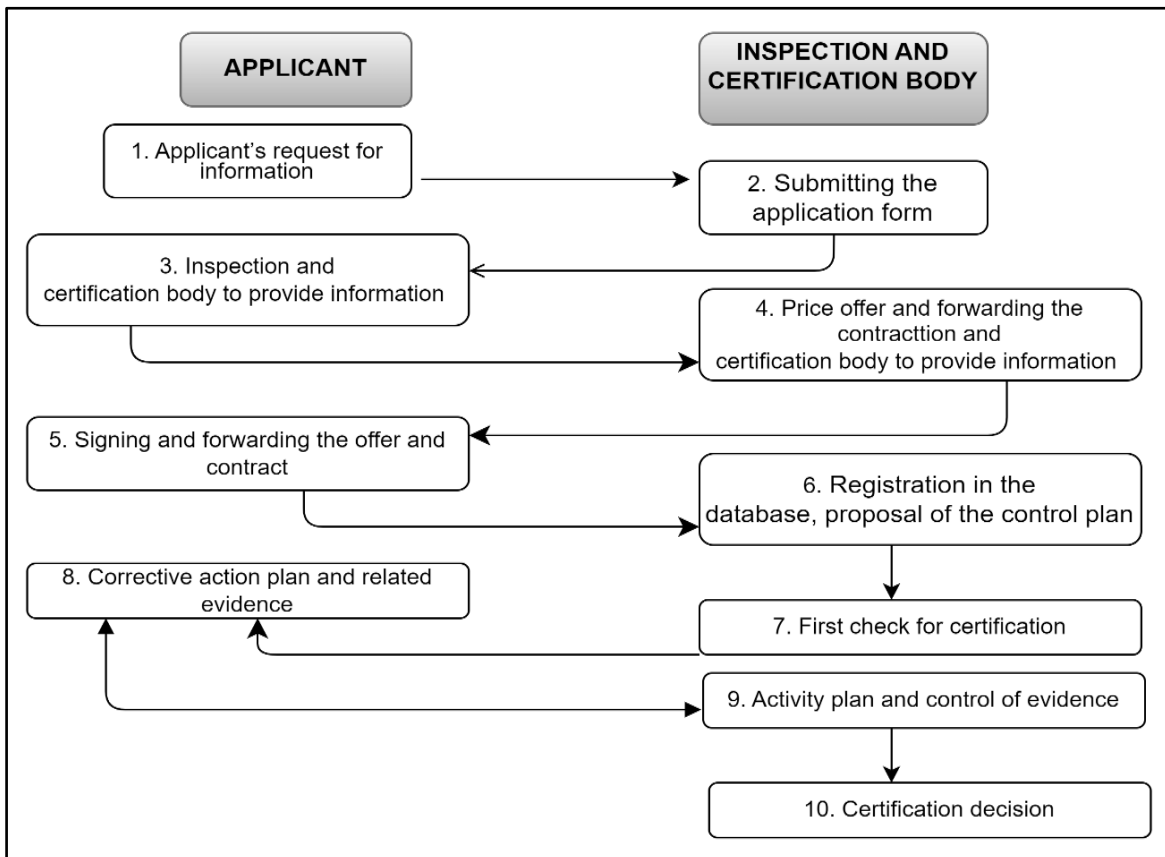 APPLICANT
INSPECTION AND
CERTIFICATION BODY
1. Applicant’s request for
information
2. Submitting the
application form
3. Inspection and
certification body to provide information
4. Price offer and forwarding the
contracttion and
certification body to provide information
5. Signing and forwarding the offer and
contract
6. Registration in the
database, proposal of the control plan
8. Corrective action plan and related
evidence
7. First check for certification
9. Activity plan and control of evidence
10. Certification decision